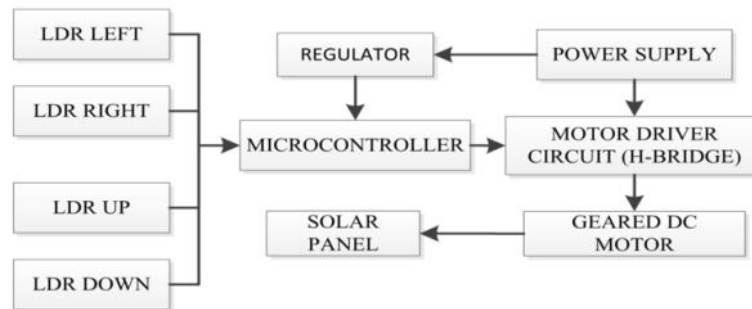 LDR LEFT
LDR RIGHT
LDR UP
LDR DOWN
REGULATOR
POWER SUPPLY
MICROCONTROLLER
MOTOR DRIVER
CIRCUIT (H-BRIDGE)
SOLAR
PANEL
GEARED DC
MOTOR